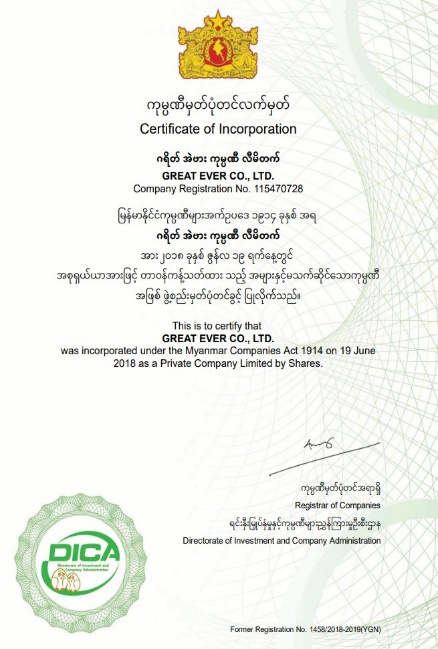 ကုမ္ပဏီမှတ်ပုံတင်လက်မှတ်
Certificate of Incorporation
ဂရိတ် အဲဗား ကုမ္ပဏီ လီမိတက်
GREAT EVER CO., LTD.
Company Registration No. 115470728
မြန်မာနိုင်ငံကုမ္ပဏီများအက်ဥပဒေ ၁၉၁၄ ခုနှစ် အရ
ဂရိတ် အဲဗား ကုမ္ပဏီ လီမိတက်
အား၂၀၁၈ ခုနှစ် ဇွန်လ ၁၉ ရက်နေ့တွင်
အစုရှယ်ယာအားဖြင့် တာဝန်ကန့်သတ်ထား သည့် အများနှင့်မသက်ဆိုင်သောကုမ္ပဏီ
အဖြစ် ဖွဲ့စည်းမှတ်ပုံတင်ခွင့် ပြုလိုက်သည်။
This is to certify that
GREAT EVER CO., LTD.
was incorporated under the Myanmar Companies Act 1914 on 19 June
2018 as a Private Company Limited by Shares.
ကုမ္ပဏီမှတ်ပုံတင်အရာရှိ
Registrar of Companies
ရင်းနှီးမြှုပ်နှံမှုနှင့်ကုမ္ပဏီများညွှန်ကြားမှုဦးစီးဌာန
Directorate of Investment and Company Administration
DICA
Directorate of Investment and
Company Administration
Former Registration No. 1458/2018-2019(YGN)